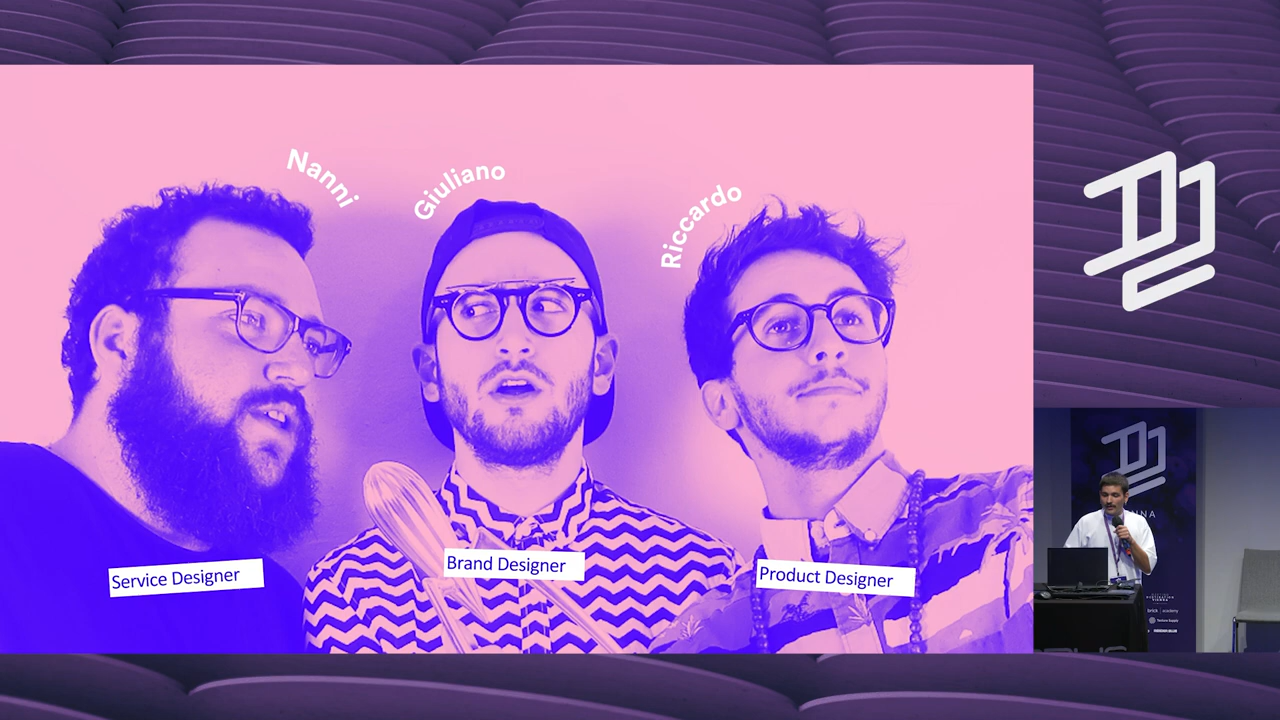 Nanni
Giuliano
Riccardo
Service Designer
Brand Designer
Product Designer